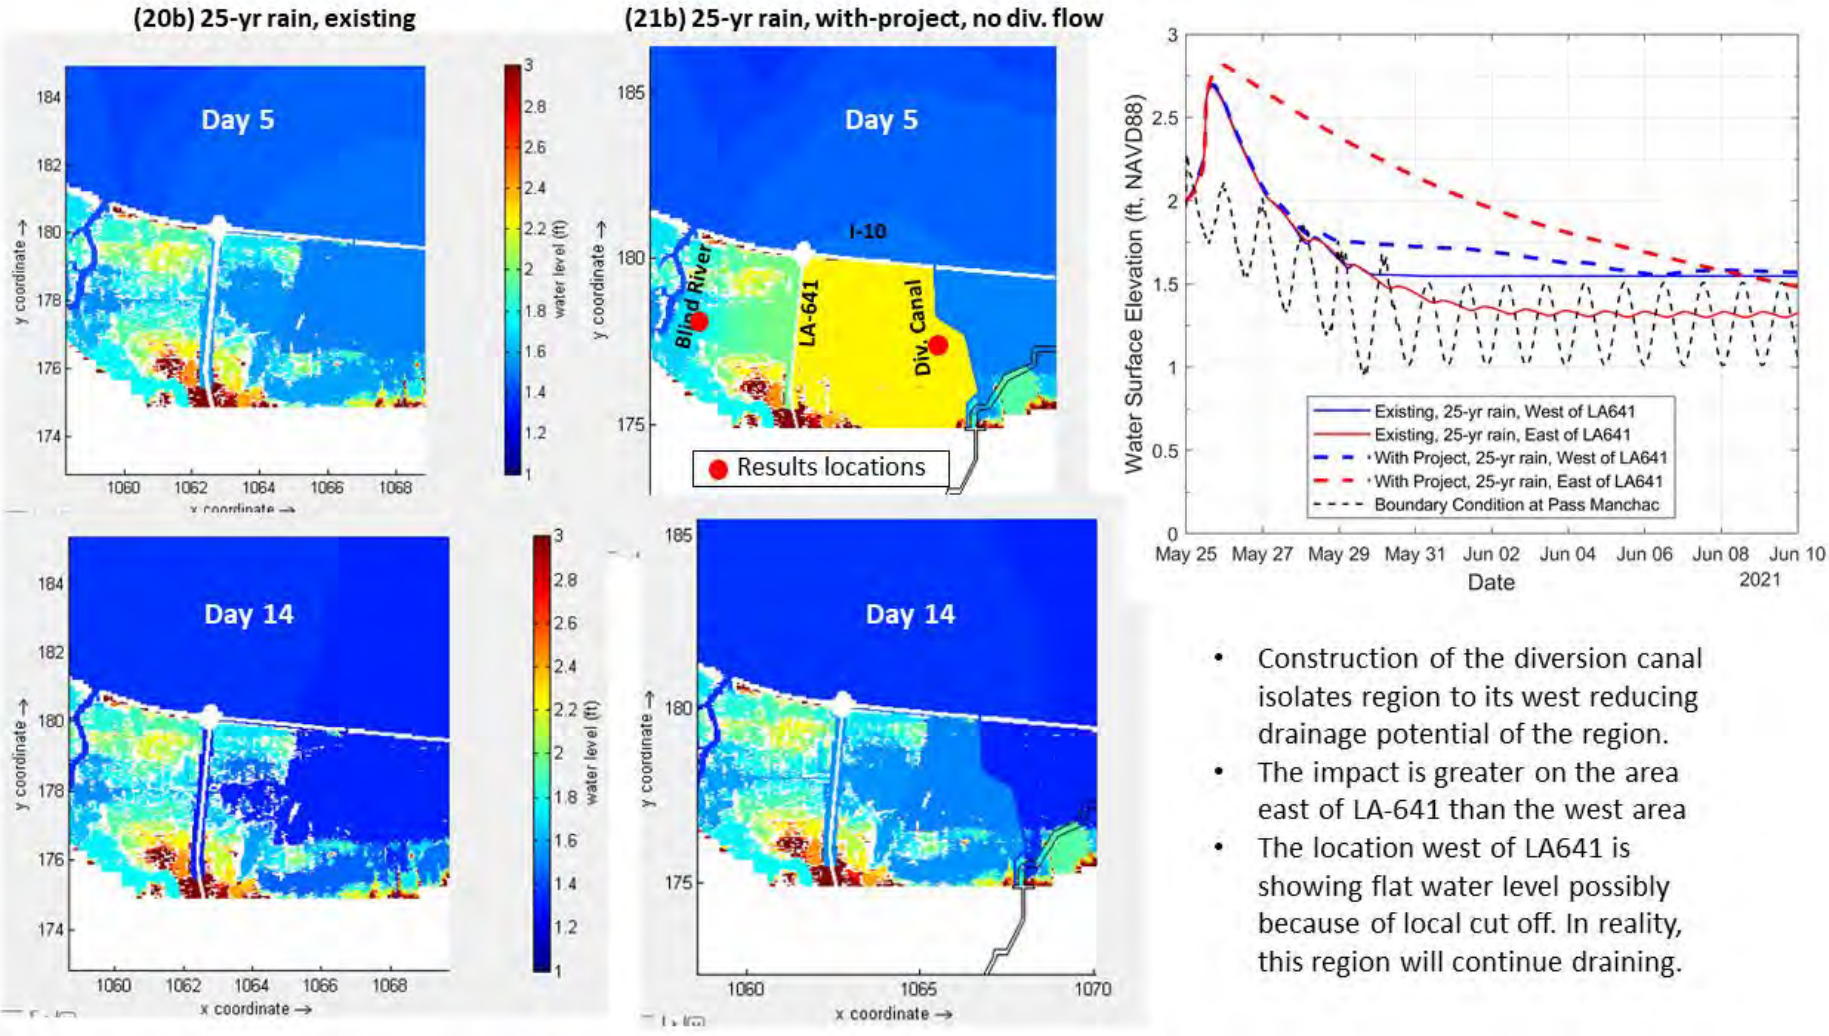 (20b) 25-yr rain, existing
184
182
180
178
176
174
1060 1062 1064 1066 1068
x coordinate →
y coordinate →
Day 5
3
2.8
2.6
2.4
2.2
2
1.8
1.6
1.4
1.2
1
water level (ft)
(21b) 25-yr rain, with-project, no div. flow
185
180
175
y coordinate →
Day 5
I-10
Blind River
LA-641
Div. Canal
Results locations
3
2.5
2
1.5
1
0.5
0
Water Surface Elevation (ft, NAVD88)
Existing, 25-yr rain, West of LA641
Existing, 25-yr rain, East of LA641
With Project, 25-yr rain, West of LA641
With Project, 25-yr rain, East of LA641
Boundary Condition at Pass Manchac
May 25 May 27 May 29 May 31 Jun 02 Jun 04 Jun 06 Jun 08 Jun 10
Date
2021
184
182
180
178
176
174
1060 1062 1064 1066 1068
x coordinate →
y coordinate →
Day 14
3
2.8
2.6
2.4
2.2
2
1.8
1.6
1.4
1.2
1
water level (ft)
185
180
175
1060 1065 1070
x coordinate →
y coordinate →
Day 14
• Construction of the diversion canal
isolates region to its west reducing
drainage potential of the region.
• The impact is greater on the area
east of LA-641 than the west area
• The location west of LA641 is
showing flat water level possibly
because of local cut off. In reality,
this region will continue draining.